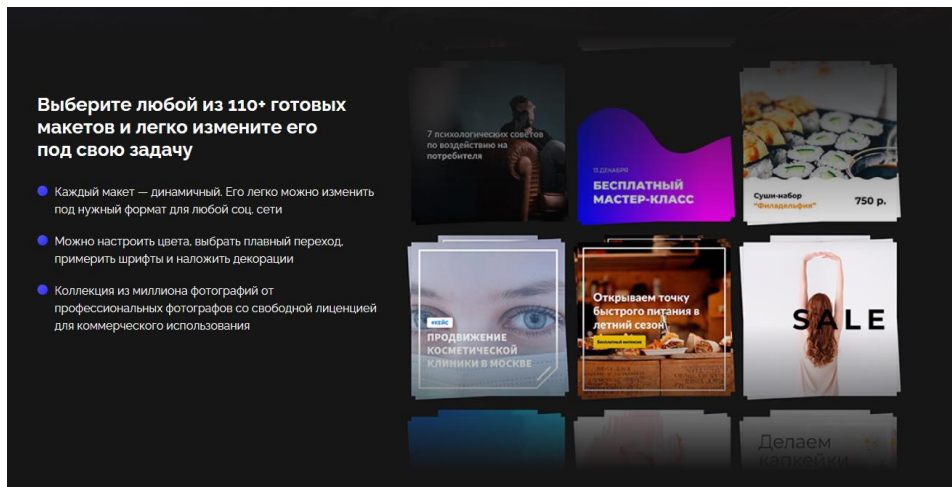 Выберите любой из 110+ готовых
макетов и легко измените его
под свою задачу
Каждый макет — динамичный. Его легко можно изменить
под нужный формат для любой соц. сети
Можно настроить цвета, выбрать плавный переход,
примерить шрифты и наложить декорации
Коллекция из миллиона фотографий от
профессиональных фотографов со свободной лиценцией
для коммерческого использования
7 психологических советов
по воздействию на
потребителя
13 ДЕКАБРЯ
БЕСПЛАТНЫЙ
МАСТЕР-КЛАСС
Суши-набор
"Филадельфия"
750 р.
#КЕЙС
ПРОДВИЖЕНИЕ
КОСМЕТИЧЕСКОЙ
КЛИНИКИ В МОСКВЕ
Открываем точку
быстрого питания в
летний сезон
Бесплатный интенсив
SALE
Делаем
капкейки